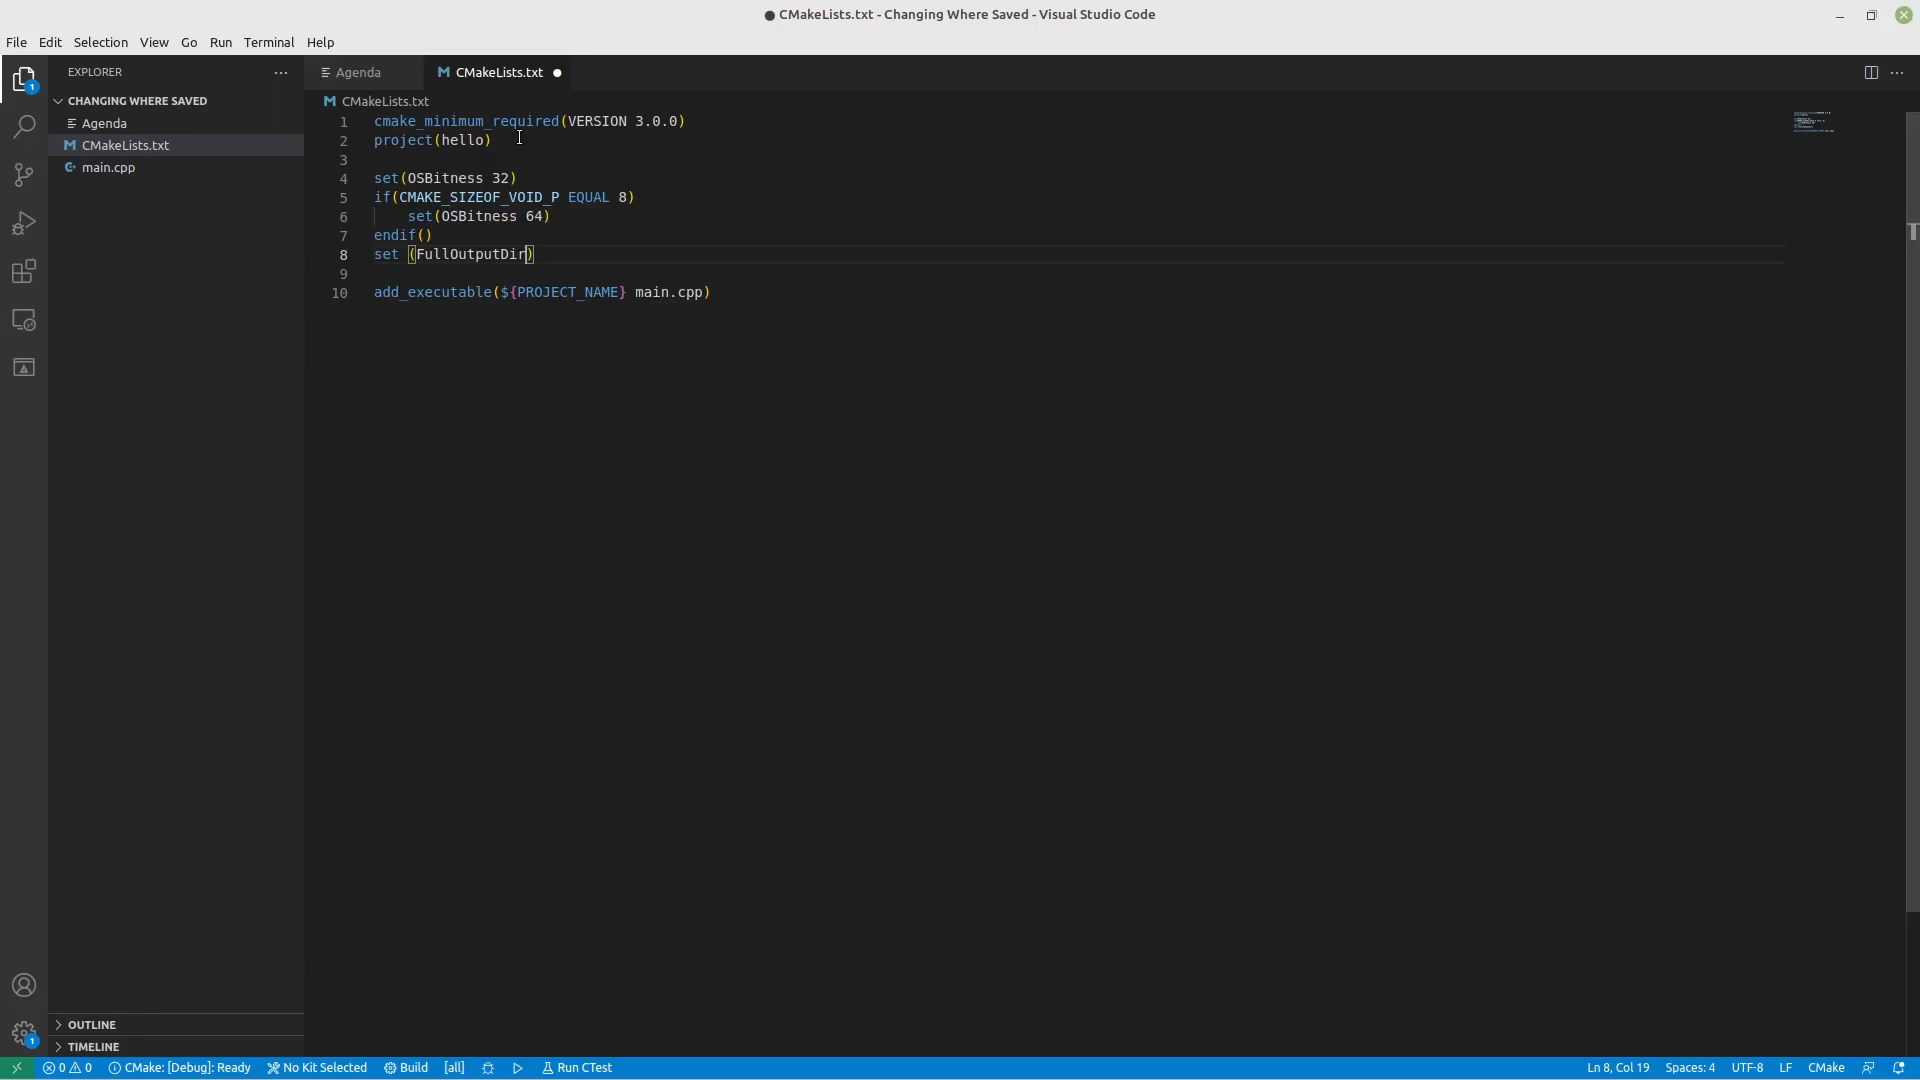 ● CMakeLists.txt - Changing Where Saved - Visual Studio Code
File Edit Selection View Go Run Terminal Help
EXPLORER
Agenda CMakeLists.txt
CHANGING WHERE SAVED
Agenda
CMakeLists.txt
main.cpp
OUTLINE
TIMELINE
CMakeLists.txt
1 cmake_minimum_required(VERSION 3.0.0)
2 project(hello)
3
4 set(OSBitness 32)
5 if(CMAKE_SIZEOF_VOID_P EQUAL 8)
6 set(OSBitness 64)
7 endif()
8 set (FullOutputDir)
9
10 add_executable(${PROJECT_NAME} main.cpp)
1
1
0 0 CMake: [Debug]: Ready No Kit Selected Build [all] Run CTest Ln 8, Col 19 Spaces: 4 UTF-8 LF CMake